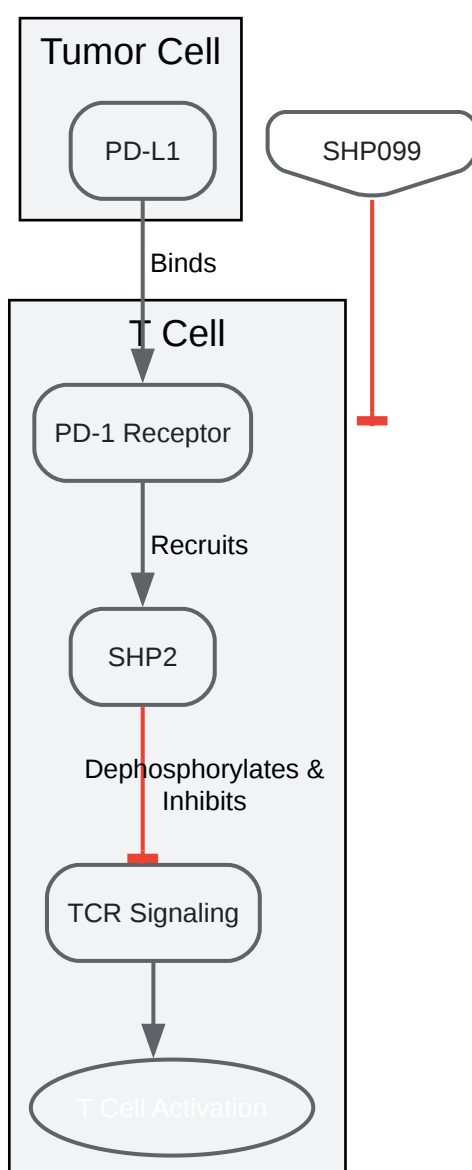 Tumor Cell
PD-L1
SHP099
Binds
T Cell
PD-1 Receptor
Recruits
SHP2
Dephosphorylates &
Inhibits
TCR Signaling
T Cell Activation